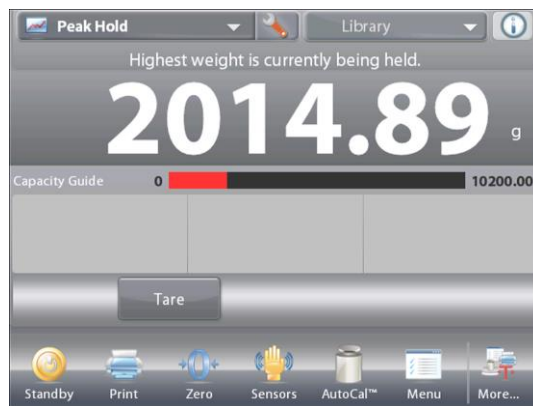 Peak Hold
Library
Highest weight is currently being held.
2014.89 g
Capacity Guide 0 10200.00
Tare
Standby Print Zero Sensors AutoCal™ Menu More...